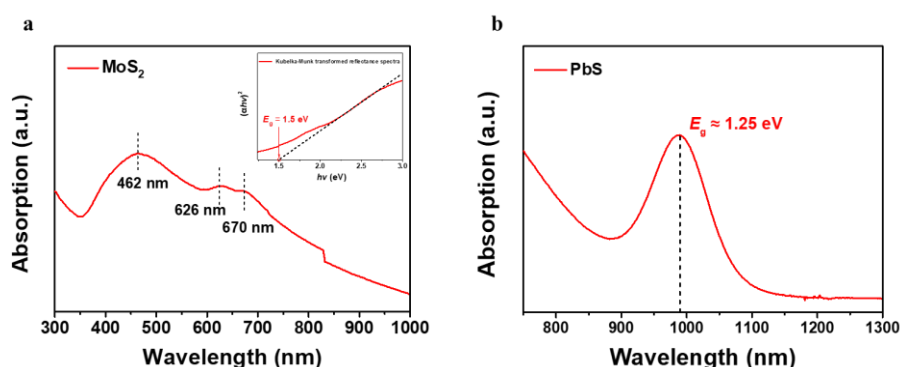 a
MoS2
Absorption (a.u.)
462 nm
626 nm
670 nm
300 400 500 600 700 800 900 1000
Wavelength (nm)
Kubelka-Munk transformed reflectance spectra
(αhν)2
Eg = 1.5 eV
1.5 2.0 2.5 3.0
hν (eV)
b
PbS
Absorption (a.u.)
Eg ≈ 1.25 eV
800 900 1000 1100 1200 1300
Wavelength (nm)